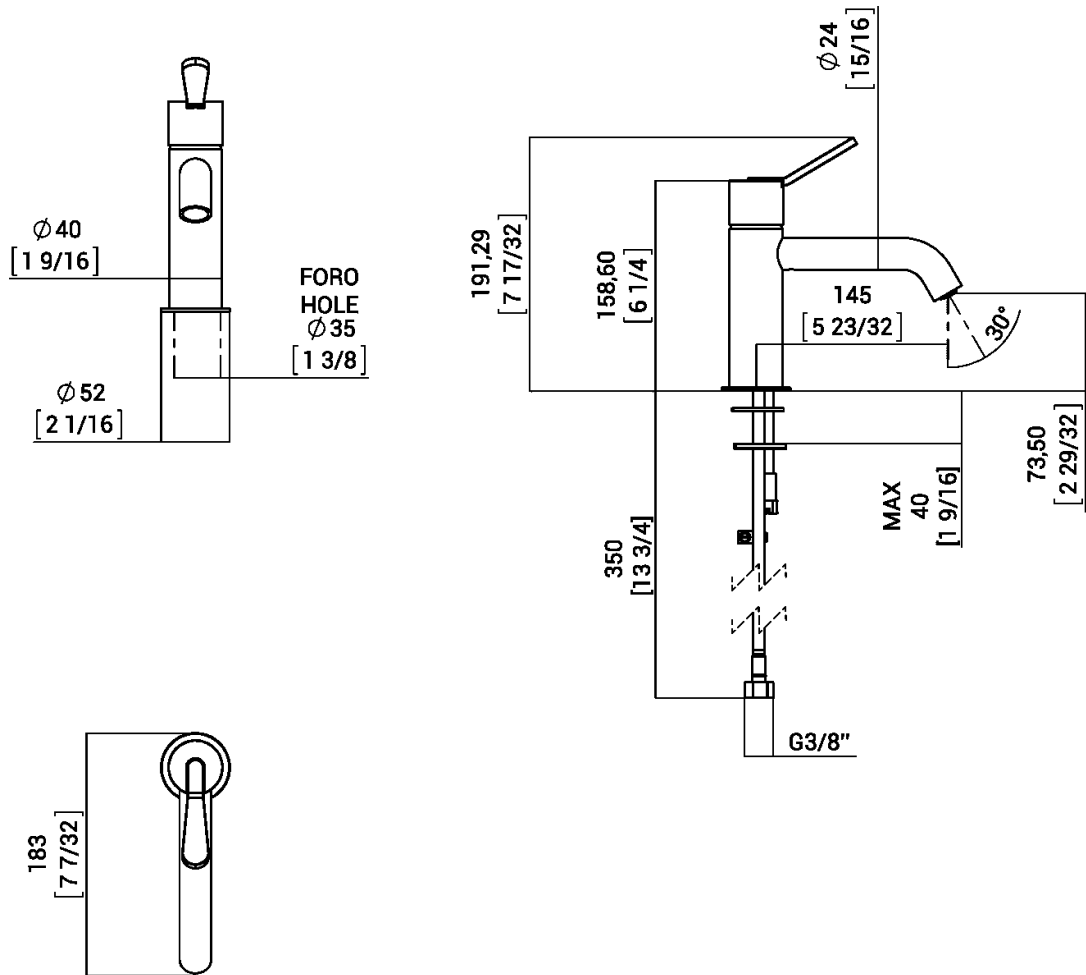 Ø40
[1 9/16]
FORO
HOLE
Ø35
[1 3/8]
Ø52
[2 1/16]
Ø24
[15/16]
191,29
[7 17/32]
158,60
[6 1/4]
145
[5 23/32]
30°
73,50
[2 29/32]
MAX
40
[1 9/16]
350
[13 3/4]
G3/8"
183
[7 7/32]